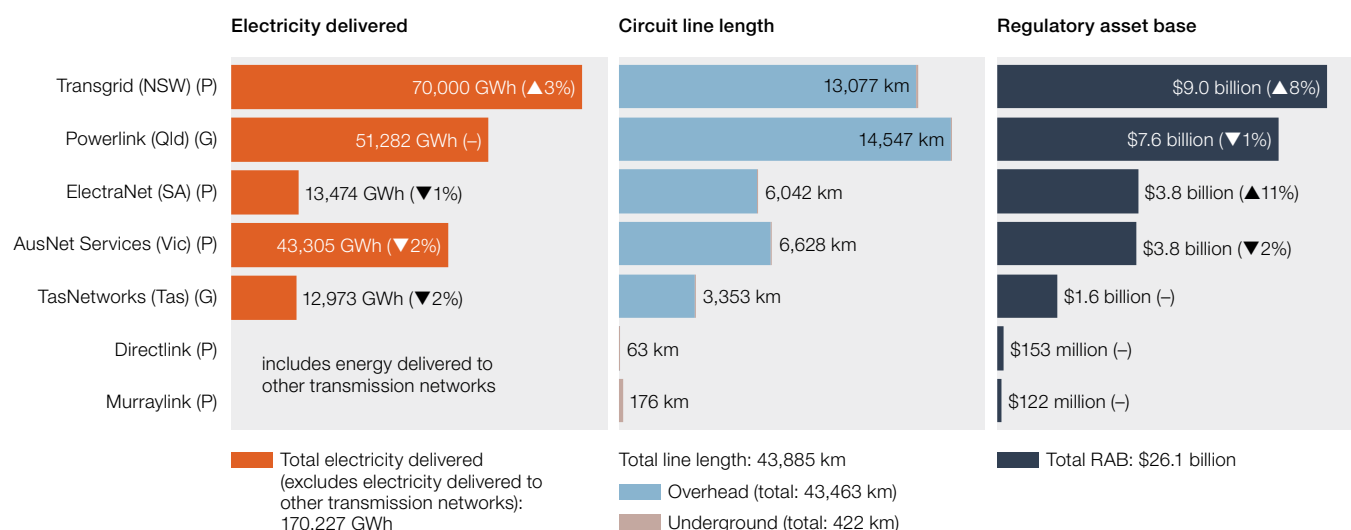 Electricity delivered
Circuit line length
Regulatory asset base
Transgrid (NSW) (P)
70,000 GWh (▲3%)
13,077 km
$9.0 billion (▲8%)
Powerlink (Qld) (G)
51,282 GWh (–)
14,547 km
$7.6 billion (▼1%)
ElectraNet (SA) (P)
13,474 GWh (▼1%)
6,042 km
$3.8 billion (▲11%)
AusNet Services (Vic) (P)
43,305 GWh (▼2%)
6,628 km
$3.8 billion (▼2%)
TasNetworks (Tas) (G)
12,973 GWh (▼2%)
3,353 km
$1.6 billion (–)
Directlink (P)
63 km
$153 million (–)
Murraylink (P)
176 km
$122 million (–)
includes energy delivered to
other transmission networks
Total electricity delivered
(excludes electricity delivered to
other transmission networks):
170,227 GWh
Total line length: 43,885 km
Overhead (total: 43,463 km)
Underground (total: 422 km)
Total RAB: $26.1 billion